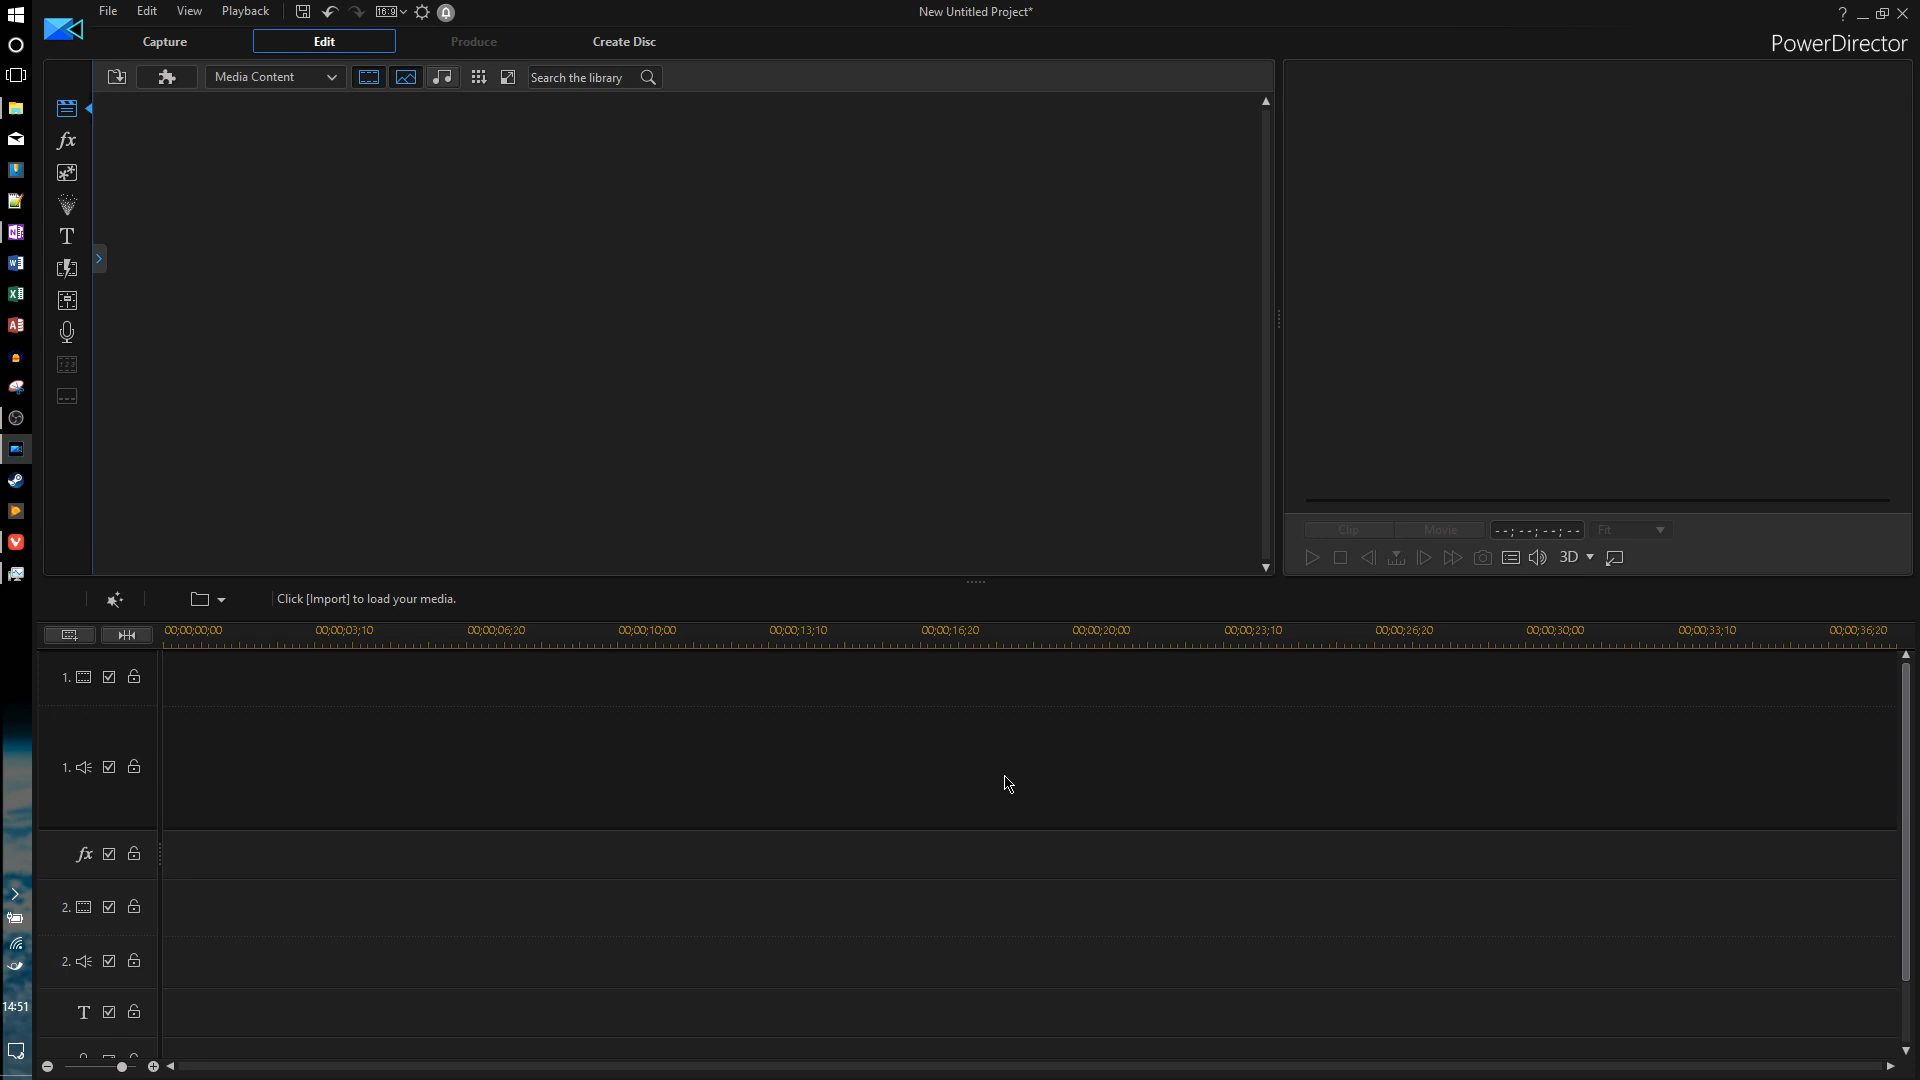 File Edit View Playback 16:9 New Untitled Project* ?
Capture Edit Produce Create Disc PowerDirector
Media Content Search the library
fx
T
Clip Movie --;--;--;-- Fit
3D
Click [Import] to load your media.
00;00;00;00 00;00;03;10 00;00;06;20 00;00;10;00 00;00;13;10 00;00;16;20 00;00;20;00 00;00;23;10 00;00;26;20 00;00;30;00 00;00;33;10 00;00;36;20
1.
1.
fx
2.
2.
T
14:51